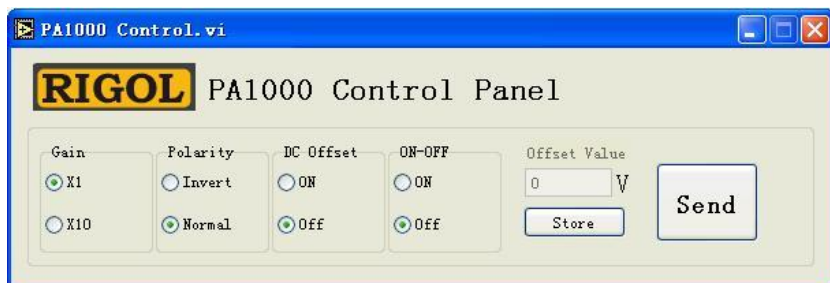 PA1000 Control.vi
RIGOL PA1000 Control Panel
Gain Polarity DC Offset ON-OFF Offset Value
X1 Invert ON ON 0 V
X10 Normal Off Off Store
Send